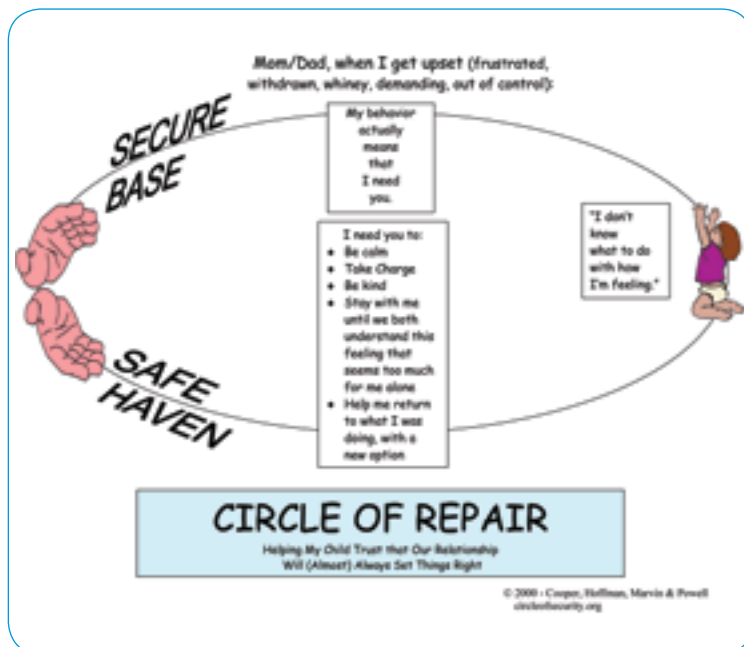 Mom/Dad, when I get upset (frustrated,
withdrawn, whiney, demanding, out of control):
SECURE
BASE
My behavior
actually
means
that
I need
you.
"I don't
know
what to do
with how
I'm feeling."
I need you to:
♦ Be calm
♦ Take Charge
♦ Be kind
♦ Stay with me
until we both
understand this
feeling that
seems too much
for me alone
♦ Help me return
to what I was
doing, with a
new option
SAFE
HAVEN
CIRCLE OF REPAIR
Helping My Child Trust that Our Relationship
Will (Almost) Always Set Things Right
© 2000 : Cooper, Hoffman, Marvin & Powell
circleofsecurity.org